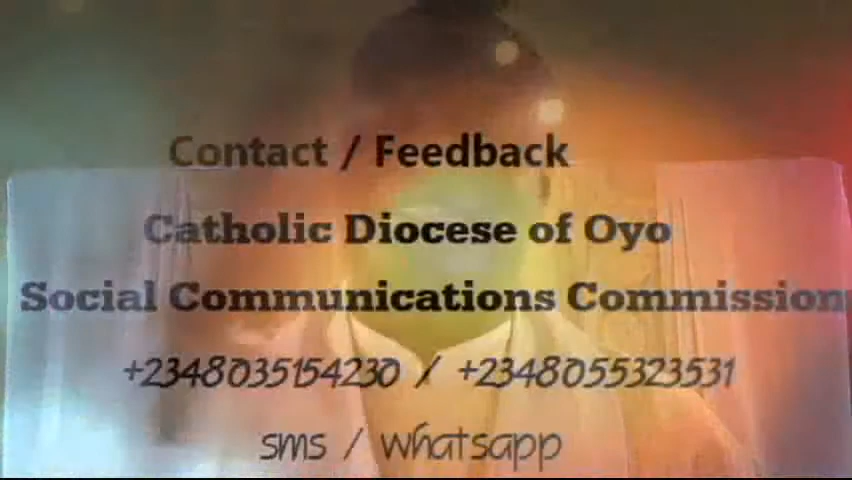 Contact / Feedback
Catholic Diocese of Oyo
Social Communications Commission
+2348035154230 / +2348055323531
sms / whatsapp